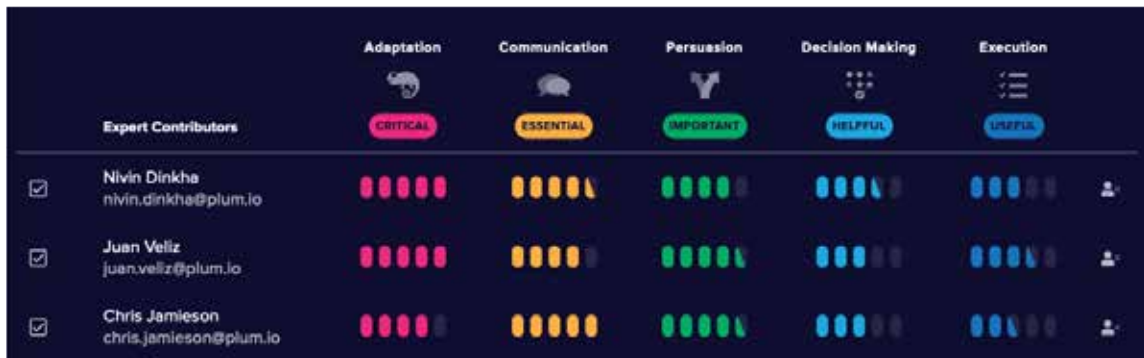 Adaptation Communication Persuasion Decision Making Execution
Expert Contributors CRITICAL ESSENTIAL IMPORTANT HELPFUL USEFUL
Nivin Dinkha
nivin.dinkha@plum.io
Juan Veliz
juan.veliz@plum.io
Chris Jamieson
chris.jamieson@plum.io